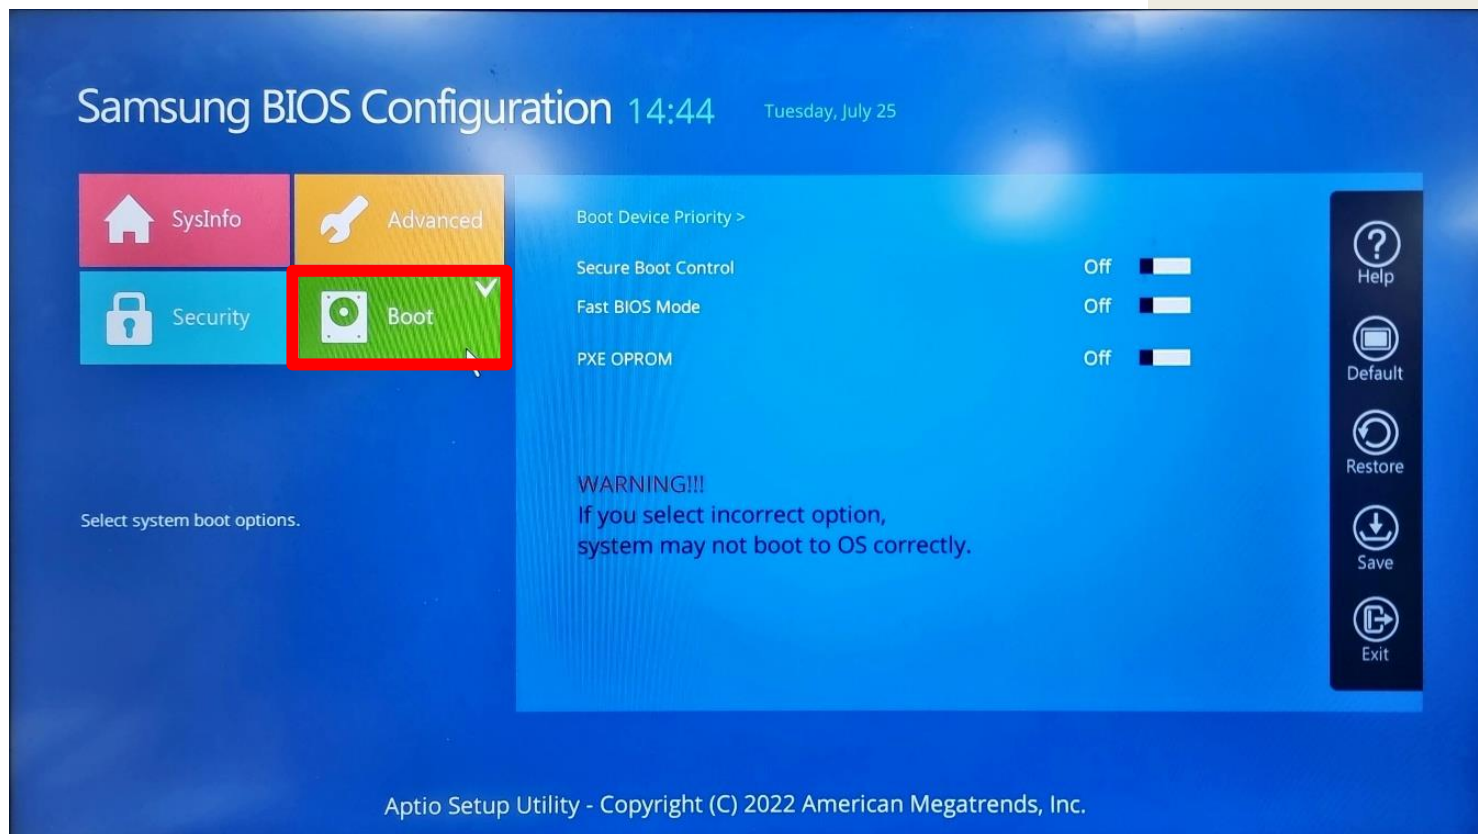 Samsung BIOS Configuration 14:44 Tuesday, July 25
SysInfo
Advanced
Security
Boot
Select system boot options.
Boot Device Priority >
Secure Boot Control Off
Fast BIOS Mode Off
PXE OPROM Off
WARNING!!!
If you select incorrect option,
system may not boot to OS correctly.
Help
Default
Restore
Save
Exit
Aptio Setup Utility - Copyright (C) 2022 American Megatrends, Inc.